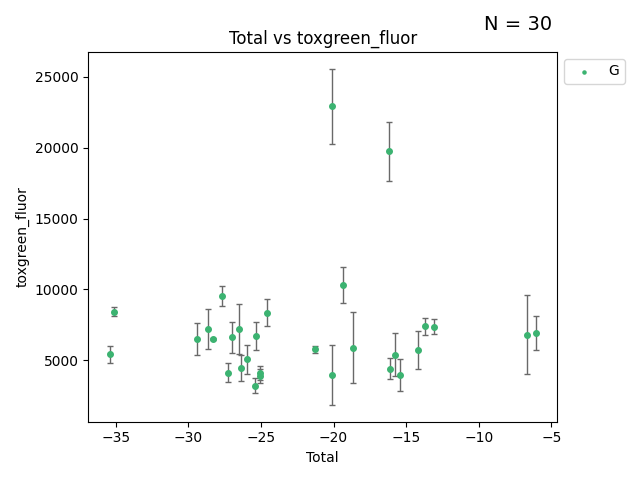 N = 30
Total vs toxgreen_fluor
G
25000
20000
15000
10000
5000
toxgreen_fluor
−35 −30 −25 −20 −15 −10 −5
Total